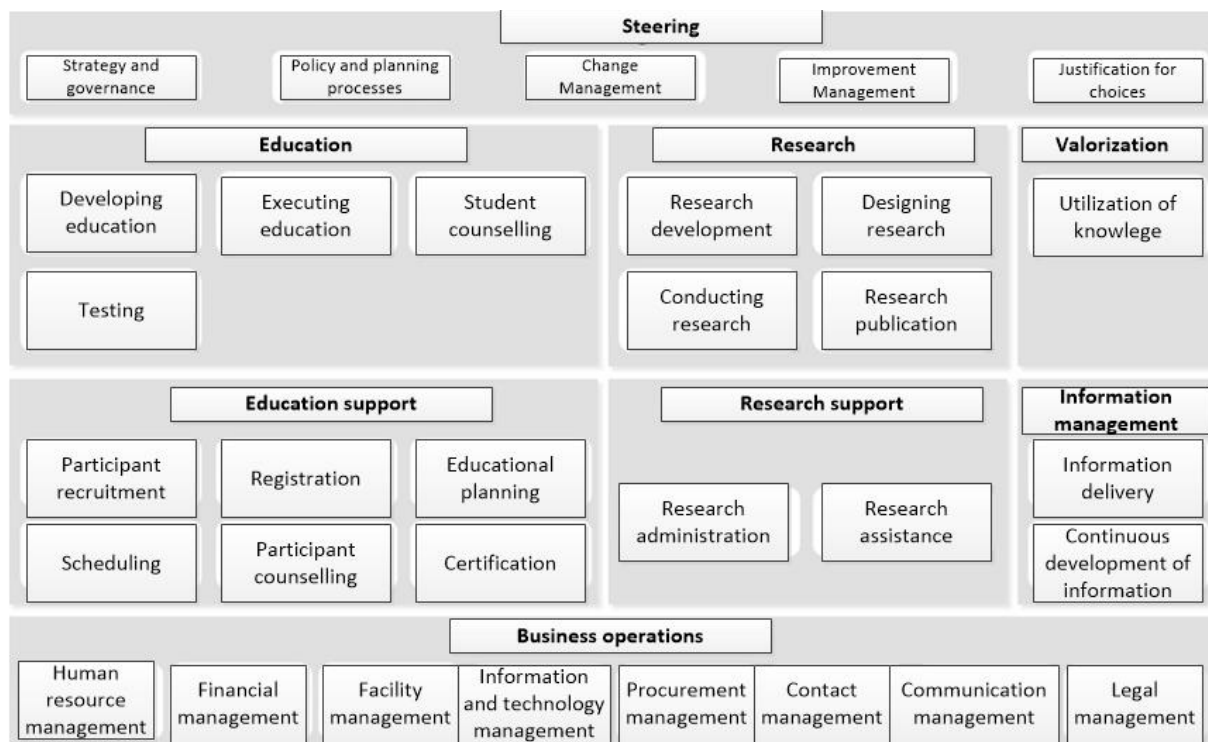 Steering
Strategy and
governance
Policy and planning
processes
Change
Management
Improvement
Management
Justification for
choices
Education
Developing
education
Executing
education
Student
counselling
Testing
Research
Research
development
Designing
research
Conducting
research
Research
publication
Valorization
Utilization of
knowlege
Education support
Participant
recruitment
Registration
Educational
planning
Scheduling
Participant
counselling
Certification
Research support
Research
administration
Research
assistance
Information
management
Information
delivery
Continuous
development of
information
Business operations
Human
resource
management
Financial
management
Facility
management
Information
and technology
management
Procurement
management
Contact
management
Communication
management
Legal
management